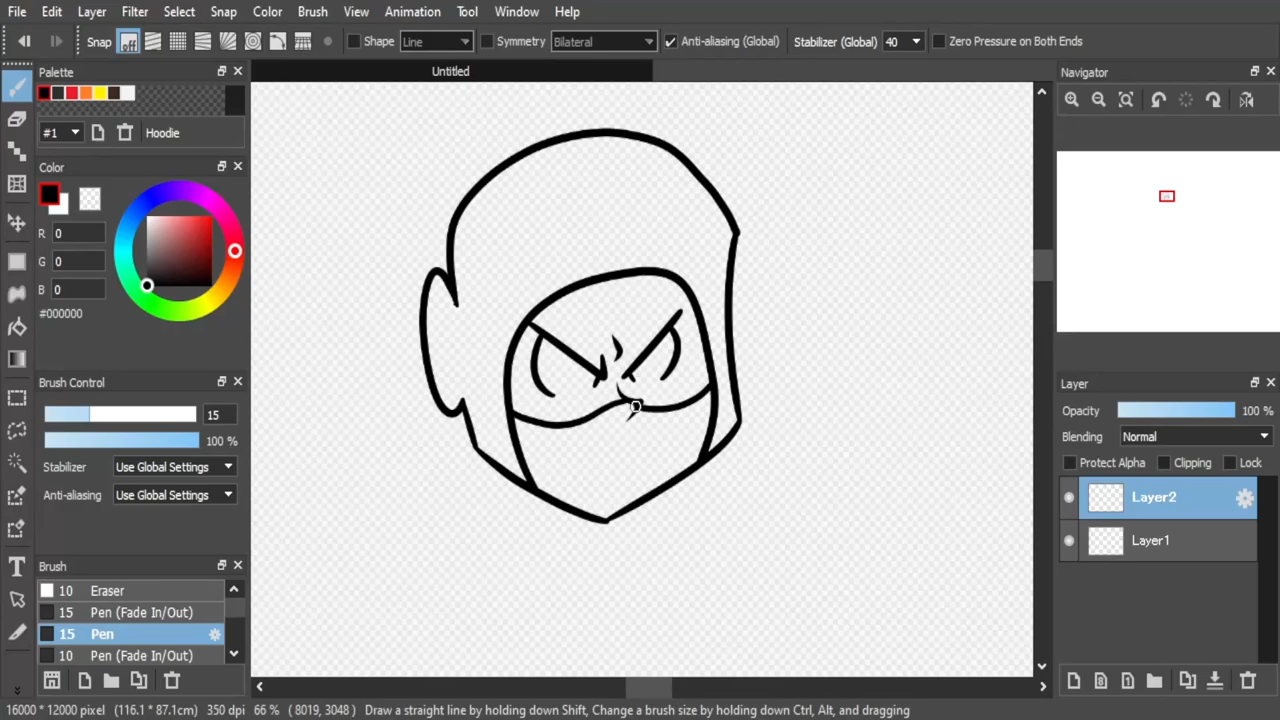 File Edit Layer Filter Select Snap Color Brush View Animation Tool Window Help
Snap off Shape Line Symmetry Bilateral Anti-aliasing (Global) Stabilizer (Global) 40 Zero Pressure on Both Ends
Palette
#1 Hoodie
Color
R 0
G 0
B 0
#000000
Brush Control
15
100 %
Stabilizer Use Global Settings
Anti-aliasing Use Global Settings
Brush
10 Eraser
15 Pen (Fade In/Out)
15 Pen
10 Pen (Fade In/Out)
Untitled
Navigator
Layer
Opacity 100 %
Blending Normal
Protect Alpha Clipping Lock
Layer2
Layer1
16000 * 12000 pixel (116.1 * 87.1cm) 350 dpi 66 % ( 8019, 3048 ) Draw a straight line by holding down Shift, Change a brush size by holding down Ctrl, Alt, and dragging